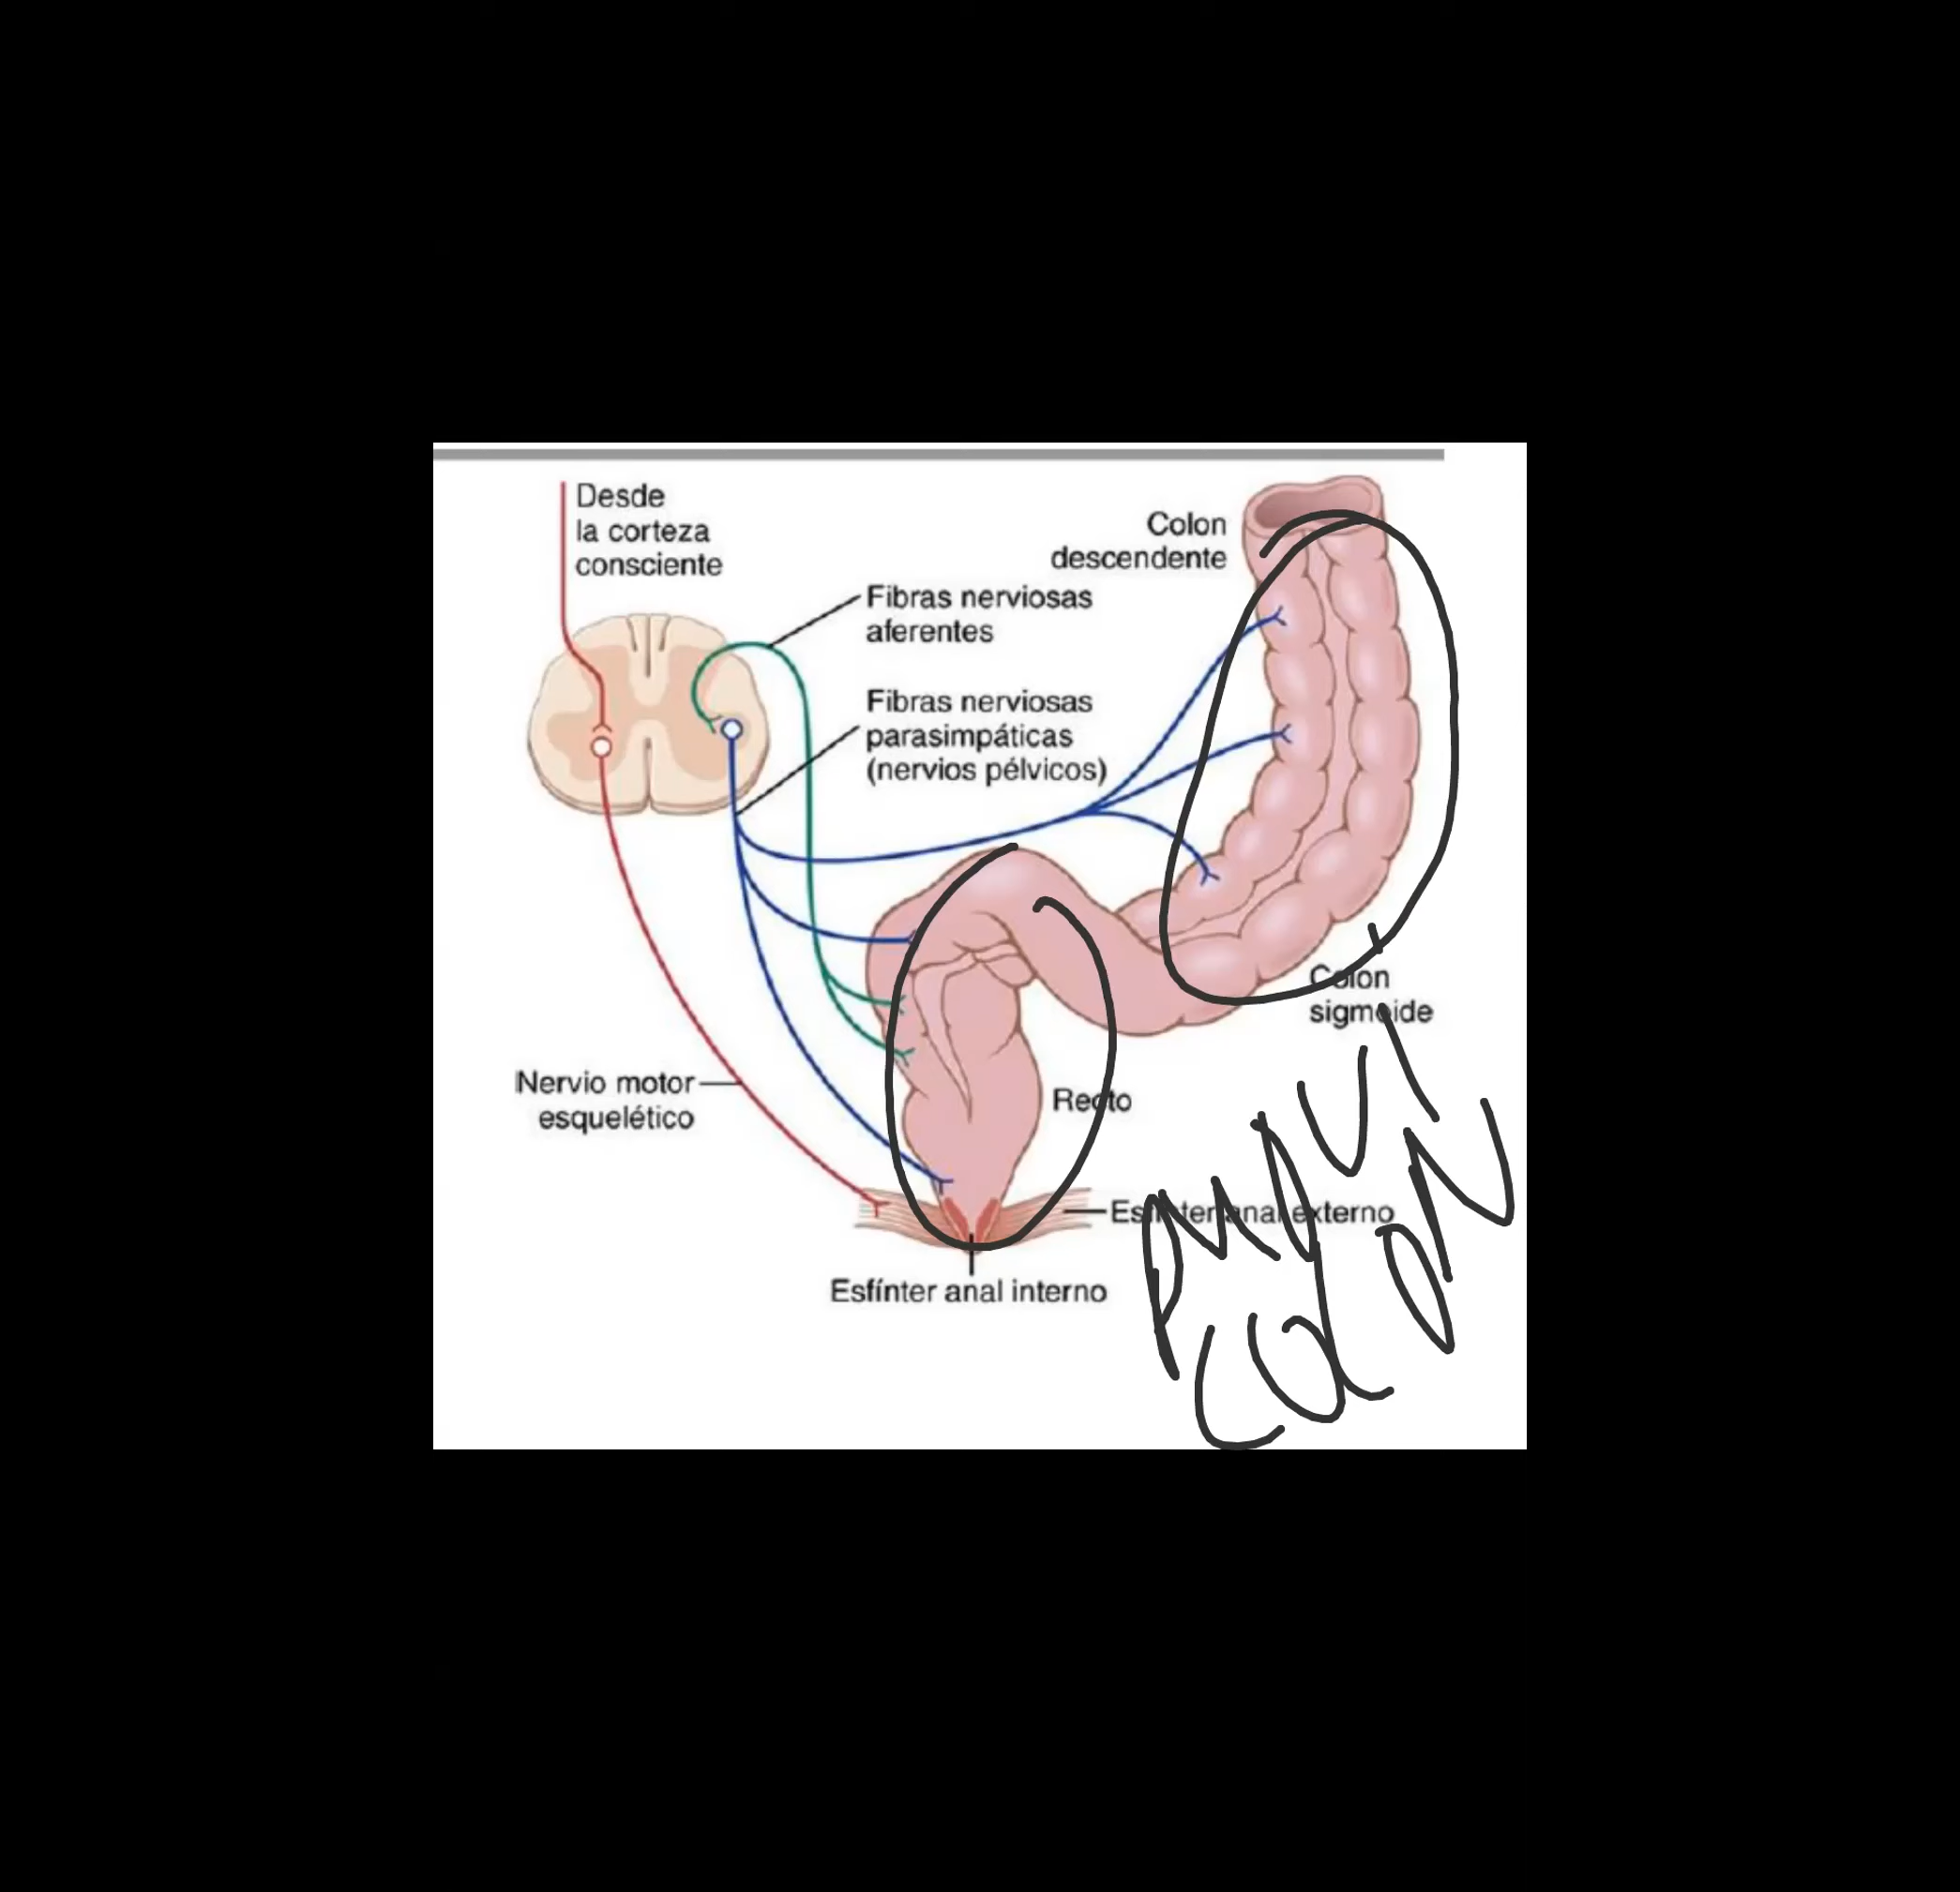 Desde
la corteza
consciente
Colon
descendente
Fibras nerviosas
aferentes
Fibras nerviosas
parasimpáticas
(nervios pélvicos)
Colon
sigmoide
Nervio motor
esquelético
Recto
Esfínter anal externo
Esfínter anal interno
COLON